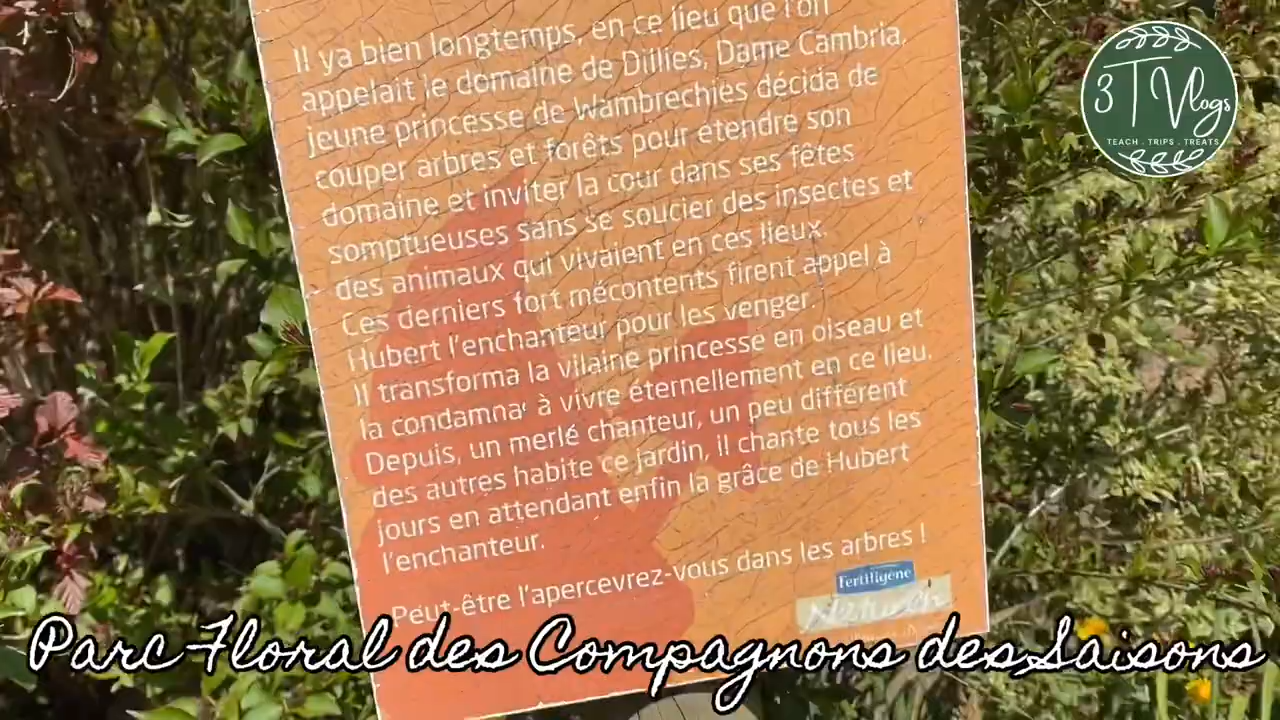 Il ya bien longtemps, en ce lieu que l'on
appelait le domaine de Dillies, Dame Cambria,
jeune princesse de Wambrechies décida de
couper arbres et forêts pour étendre son
domaine et inviter la cour dans ses fêtes
somptueuses sans se soucier des insectes et
des animaux qui vivaient en ces lieux.
Ces derniers fort mécontents firent appel à
Hubert l'enchanteur pour les venger.
Il transforma la vilaine princesse en oiseau et
la condamna à vivre éternellement en ce lieu.
Depuis, un merle chanteur, un peu différent
des autres habite ce jardin, il chante tous les
jours en attendant enfin la grâce de Hubert
l'enchanteur.
Peut-être l'apercevrez-vous dans les arbres !
Fertiligène
3T Vlogs
TEACH . TRIPS . TREATS
Parc Floral des Compagnons des Saisons